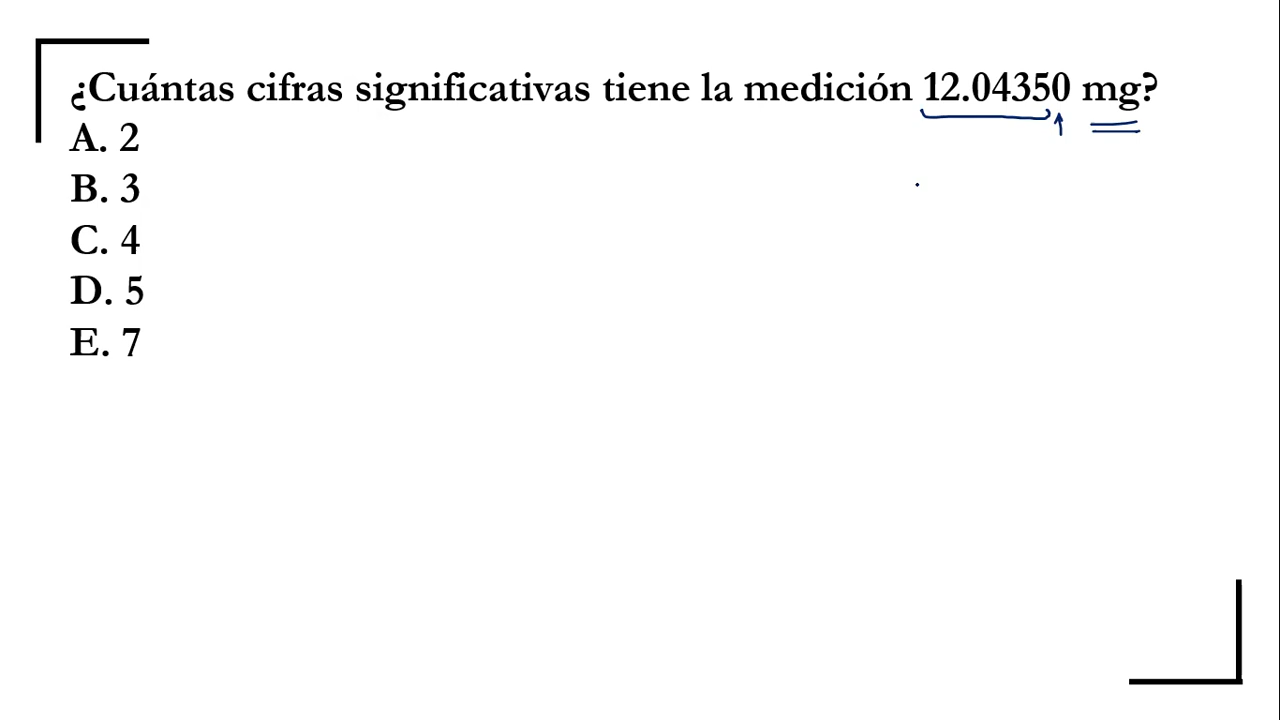 ¿Cuántas cifras significativas tiene la medición 12.04350 mg?
A. 2
B. 3
C. 4
D. 5
E. 7